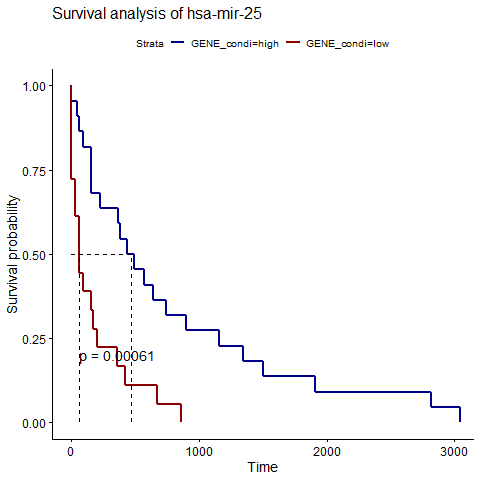 Survival analysis of hsa-mir-25
Strata GENE_condi=high GENE_condi=low
Survival probability
1.00
0.75
0.50
0.25
0.00
p = 0.00061
0 1000 2000 3000
Time